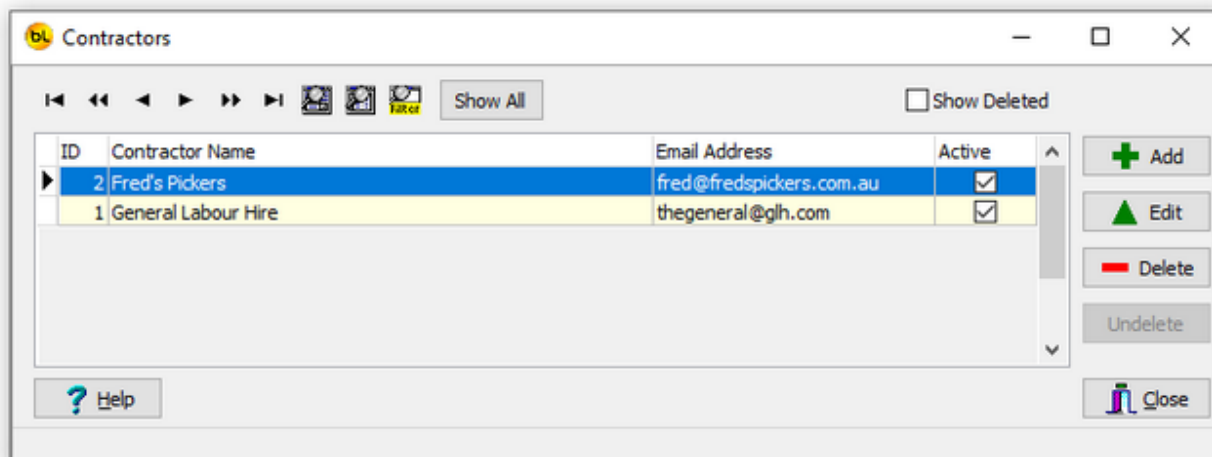 bL Contractors
Filter Show All Show Deleted
ID Contractor Name Email Address Active
2 Fred's Pickers fred@fredspickers.com.au
1 General Labour Hire thegeneral@glh.com
Add
Edit
Delete
Undelete
Help Close